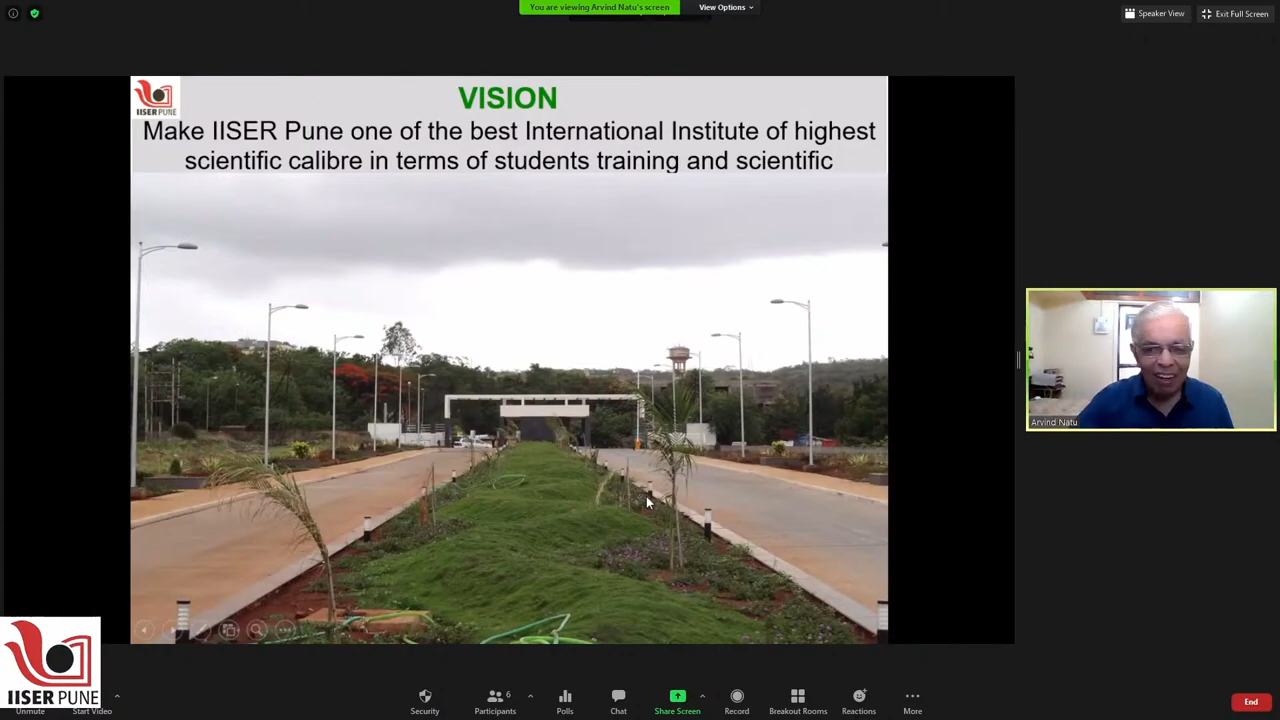 You are viewing Arvind Natu's screen
View Options
Speaker View
Exit Full Screen
IISER PUNE
VISION
Make IISER Pune one of the best International Institute of highest
scientific calibre in terms of students training and scientific
Arvind Natu
IISER PUNE
Unmute
Start Video
Security
Participants
6
Polls
Chat
Share Screen
Record
Breakout Rooms
Reactions
More
End